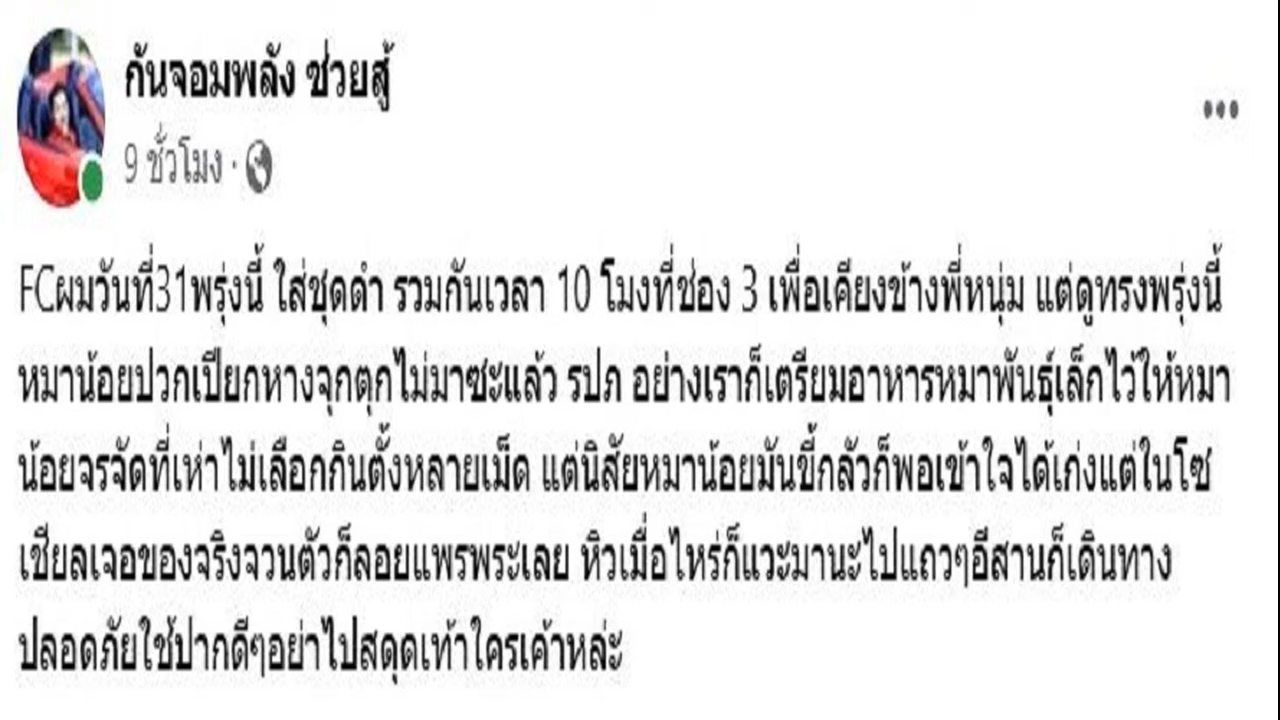 กันจอมพลัง ช่วยสู้
9 ชั่วโมง ·
FCผมวันที่31พรุ่งนี้ ใส่ชุดดำ รวมกันเวลา 10 โมงที่ช่อง 3 เพื่อเคียงข้างพี่หนุ่ม แต่ดูทรงพรุ่งนี้
หมาน้อยปวกเปียกหางจุกตุกไม่มาซะแล้ว รปภ อย่างเราก็เตรียมอาหารหมาพันธุ์เล็กไว้ให้หมา
น้อยจรจัดที่เห่าไม่เลือกกินตั้งหลายเม็ด แต่นิสัยหมาน้อยมันขี้กลัวก็พอเข้าใจได้เก่งแต่ในโซ
เชียลเจอของจริงจวนตัวก็ลอยแพรพระเลย หิวเมื่อไหร่ก็แวะมานะไปแถวๆอีสานก็เดินทาง
ปลอดภัยใช้ปากดีๆอย่าไปสดุดเท้าใครเค้าหล่ะ